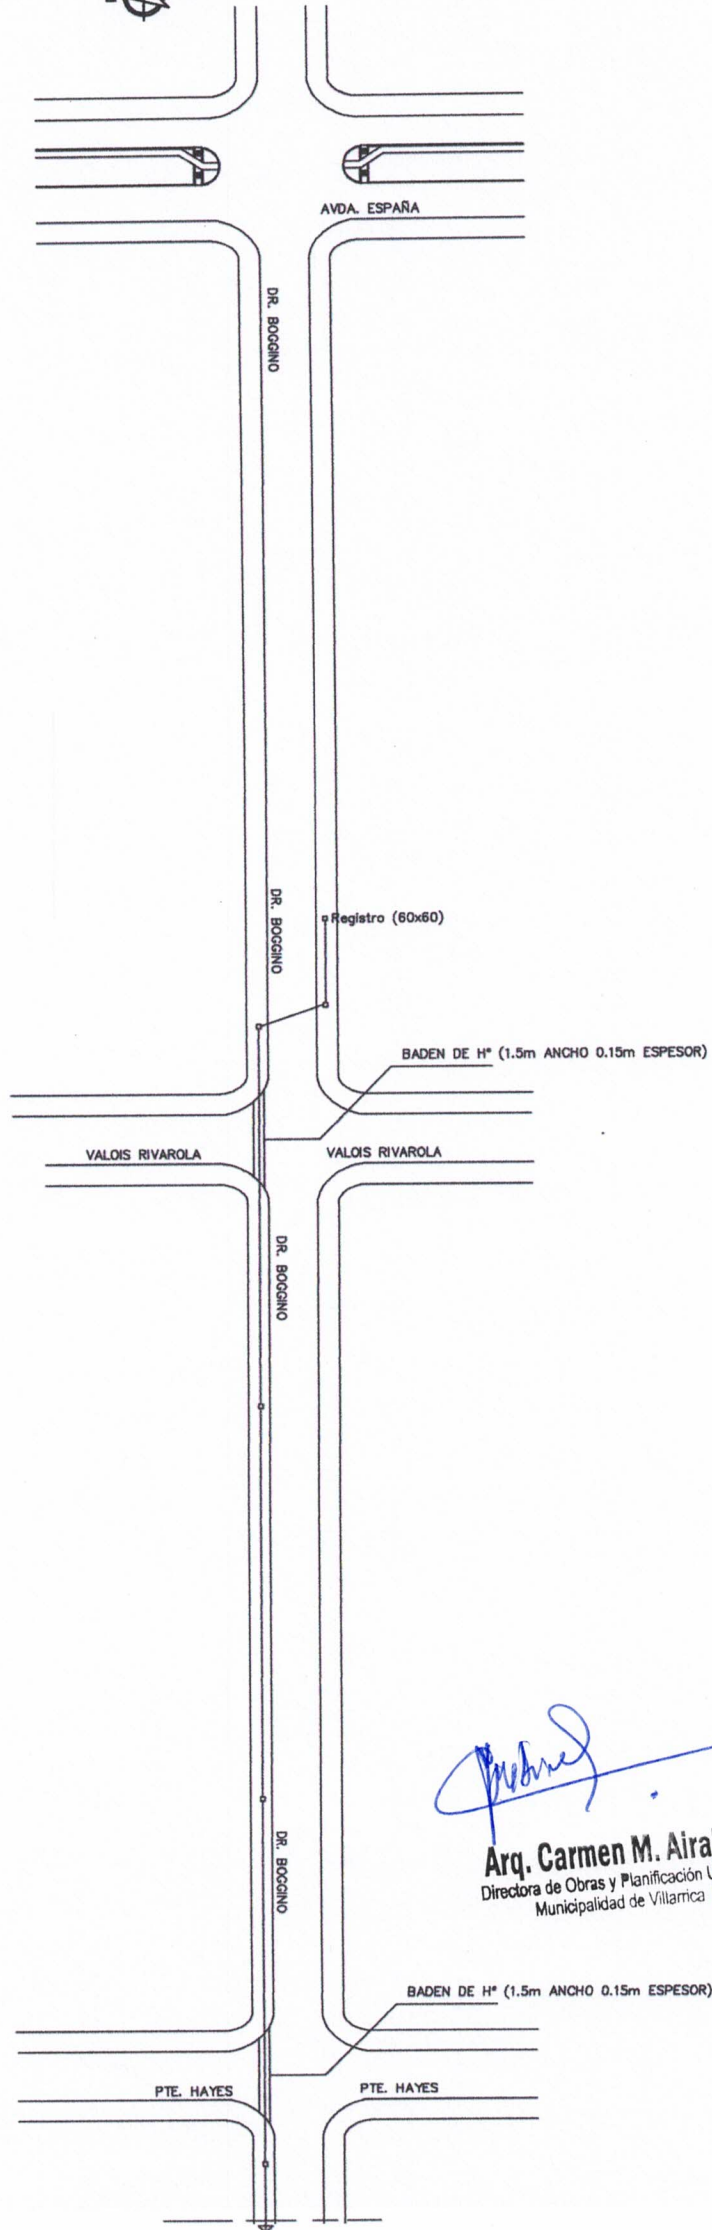 AVDA. ESPAÑA
DR. BOGGINO
DR. BOGGINO
Registro (60x60)
BADEN DE Hº (1.5m ANCHO 0.15m ESPESOR)
VALOIS RIVAROLA
VALOIS RIVAROLA
DR. BOGGINO
Arq. Carmen M. Aira
Directora de Obras y Planificación U
Municipalidad de Villarrica
DR. BOGGINO
BADEN DE Hº (1.5m ANCHO 0.15m ESPESOR)
PTE. HAYES
PTE. HAYES